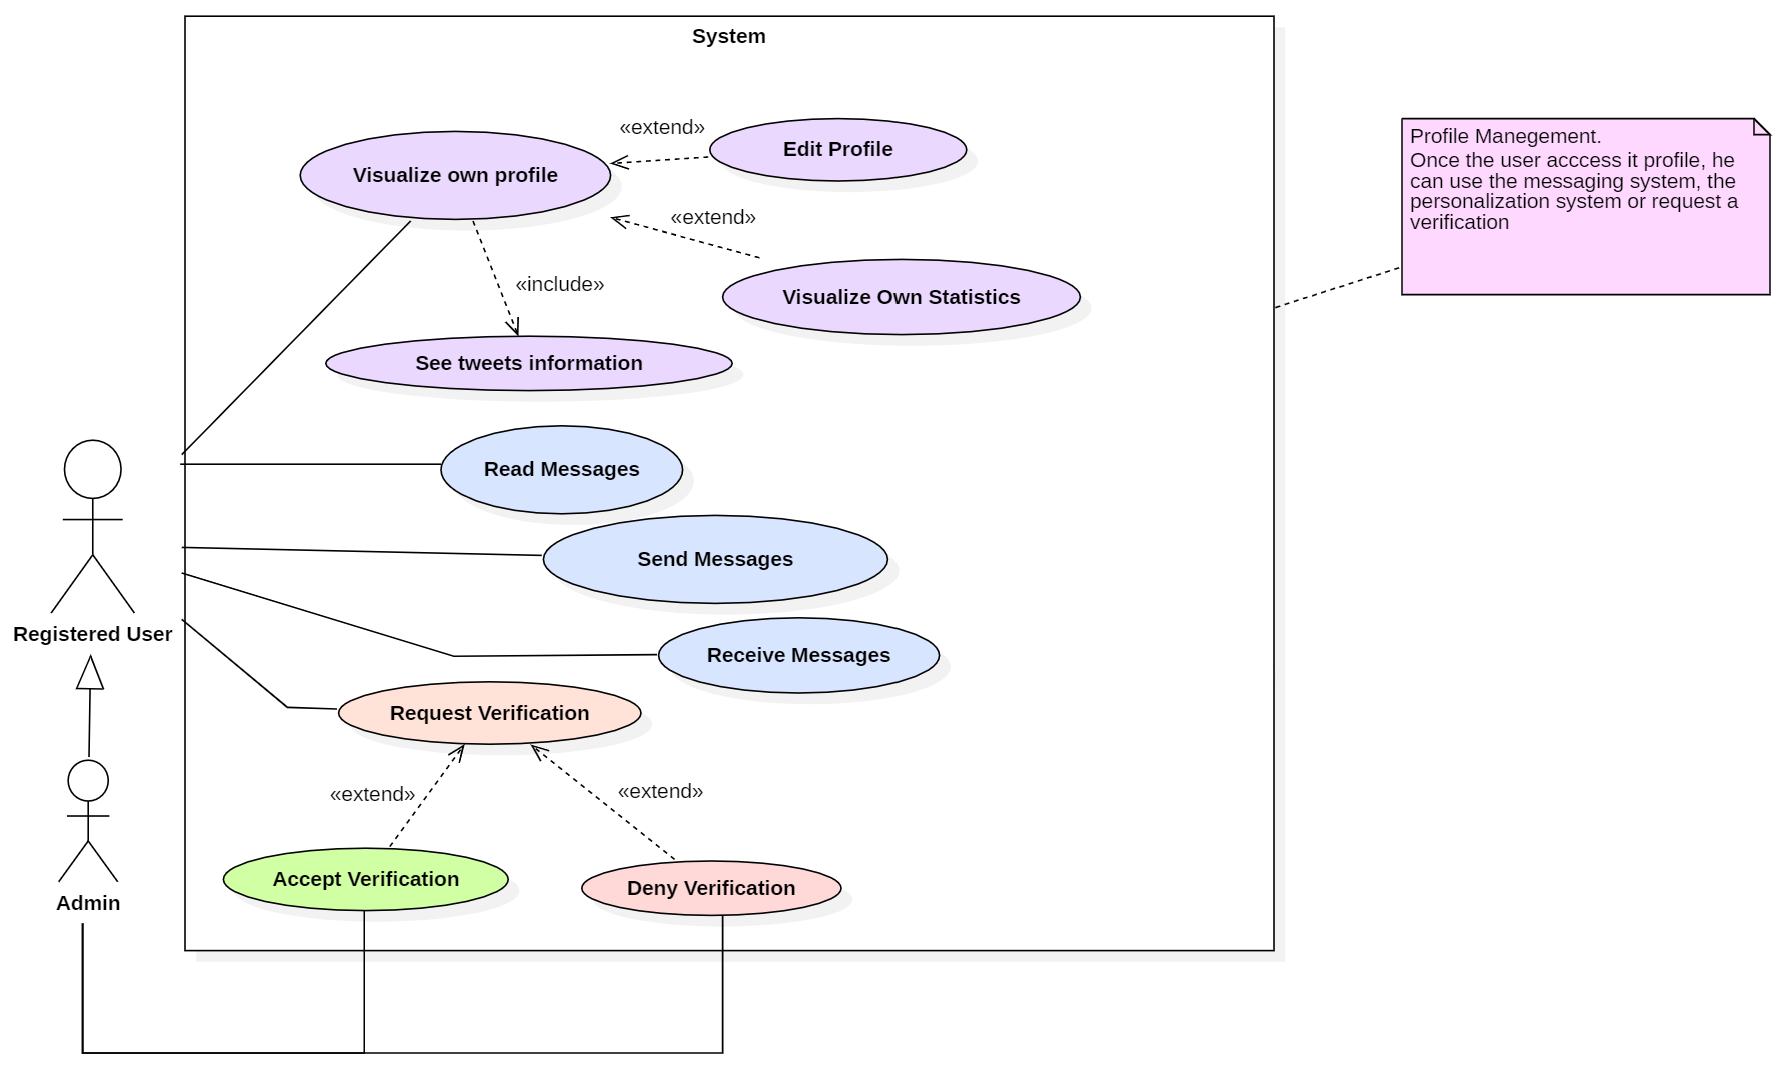 System
«extend»
Edit Profile
Visualize own profile
«extend»
«include»
Visualize Own Statistics
See tweets information
Profile Manegement.
Once the user acccess it profile, he
can use the messaging system, the
personalization system or request a
verification
Read Messages
Send Messages
Registered User
Receive Messages
Request Verification
«extend»
«extend»
Accept Verification
Deny Verification
Admin